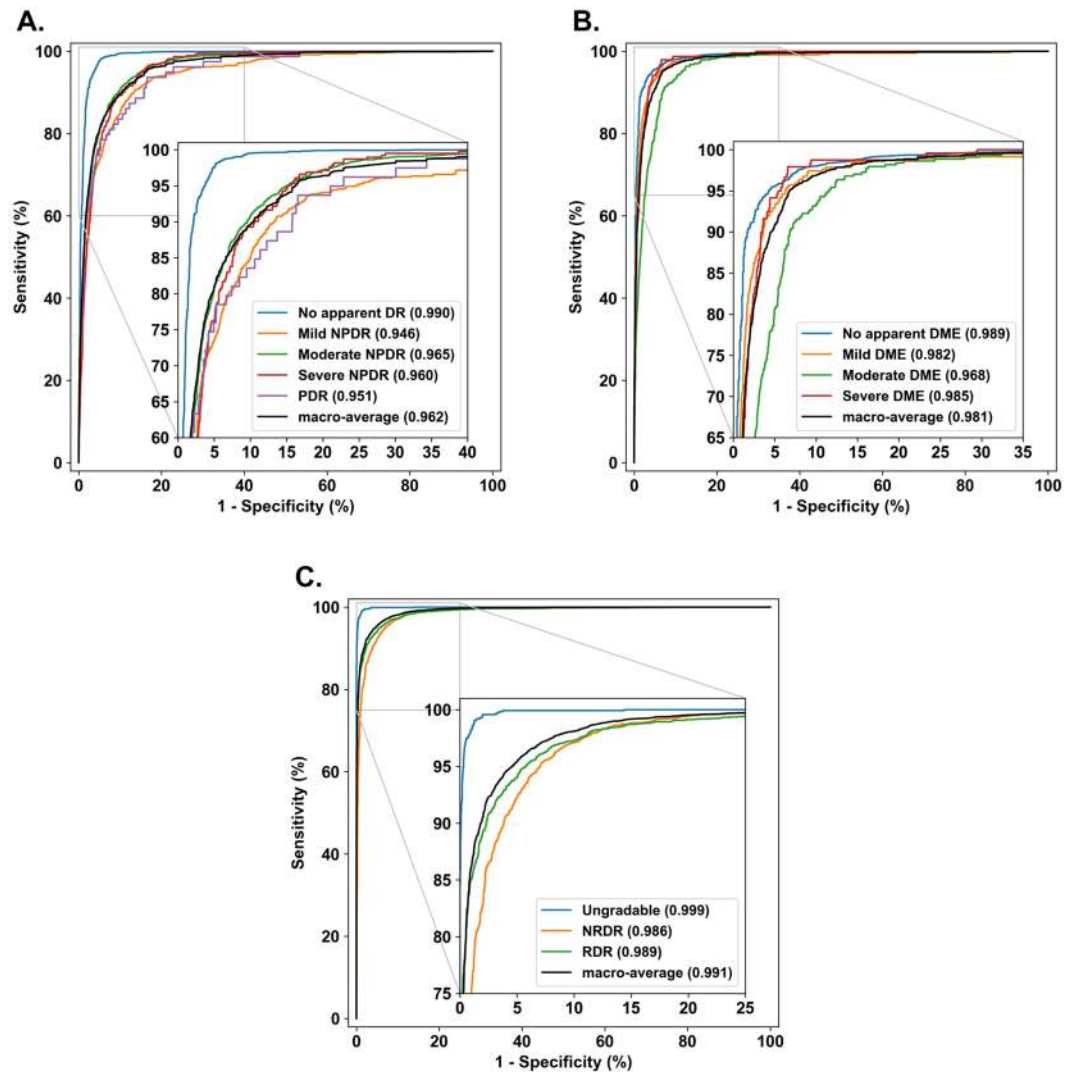 A.
100
80
60
40
20
0
Sensitivity (%)
0 20 40 60 80 100
1 - Specificity (%)
100
95
90
85
80
75
70
65
60
0 5 10 15 20 25 30 35 40
No apparent DR (0.990)
Mild NPDR (0.946)
Moderate NPDR (0.965)
Severe NPDR (0.960)
PDR (0.951)
macro-average (0.962)
B.
100
80
60
40
20
0
Sensitivity (%)
0 20 40 60 80 100
1 - Specificity (%)
100
95
90
85
80
75
70
65
0 5 10 15 20 25 30 35
No apparent DME (0.989)
Mild DME (0.982)
Moderate DME (0.968)
Severe DME (0.985)
macro-average (0.981)
C.
100
80
60
40
20
0
Sensitivity (%)
0 20 40 60 80 100
1 - Specificity (%)
100
95
90
85
80
75
0 5 10 15 20 25
Ungradable (0.999)
NRDR (0.986)
RDR (0.989)
macro-average (0.991)